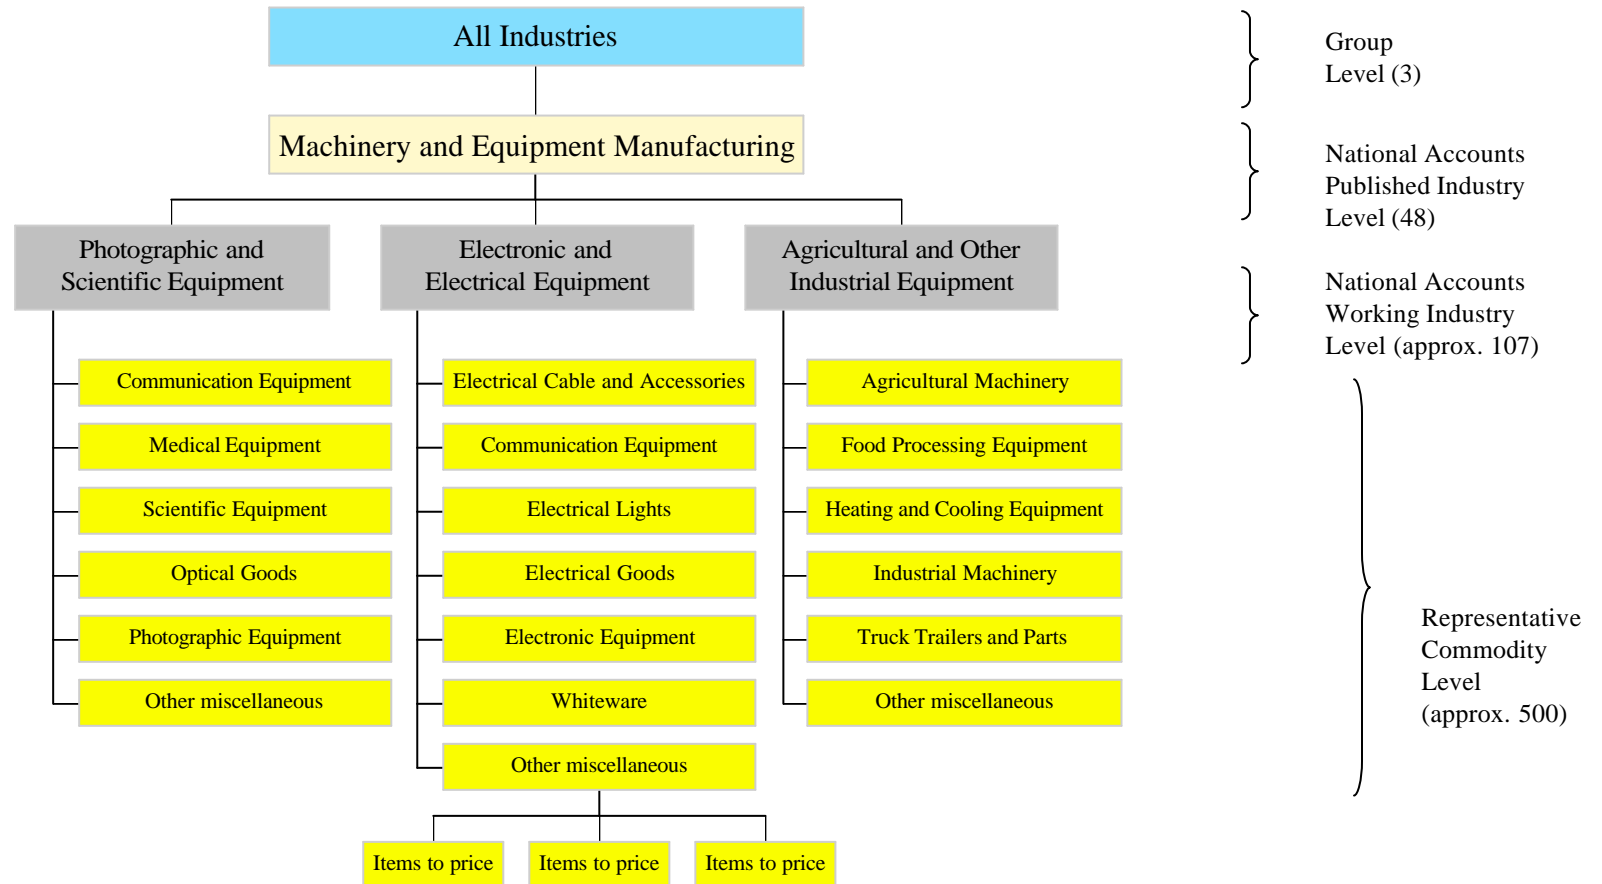 All Industries
Group
Level (3)
Machinery and Equipment Manufacturing
National Accounts
Published Industry
Level (48)
Photographic and
Scientific Equipment
Electronic and
Electrical Equipment
Agricultural and Other
Industrial Equipment
National Accounts
Working Industry
Level (approx. 107)
Communication Equipment
Medical Equipment
Scientific Equipment
Optical Goods
Photographic Equipment
Other miscellaneous
Electrical Cable and Accessories
Communication Equipment
Electrical Lights
Electrical Goods
Electronic Equipment
Whiteware
Other miscellaneous
Agricultural Machinery
Food Processing Equipment
Heating and Cooling Equipment
Industrial Machinery
Truck Trailers and Parts
Other miscellaneous
Representative
Commodity
Level
(approx. 500)
Items to price
Items to price
Items to price